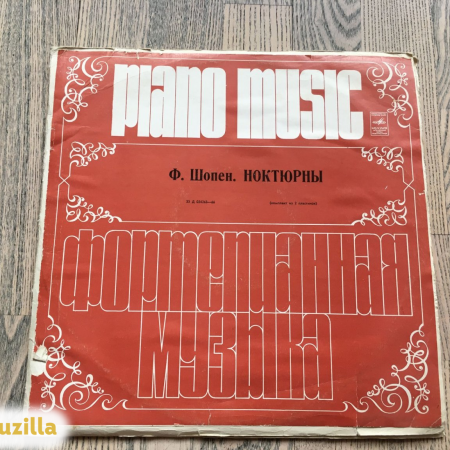 PIANO MUSIC
Ф. Шопен. НОКТЮРНЫ
ФОРТЕПИАННАЯ
МУЗЫКА
uzilla